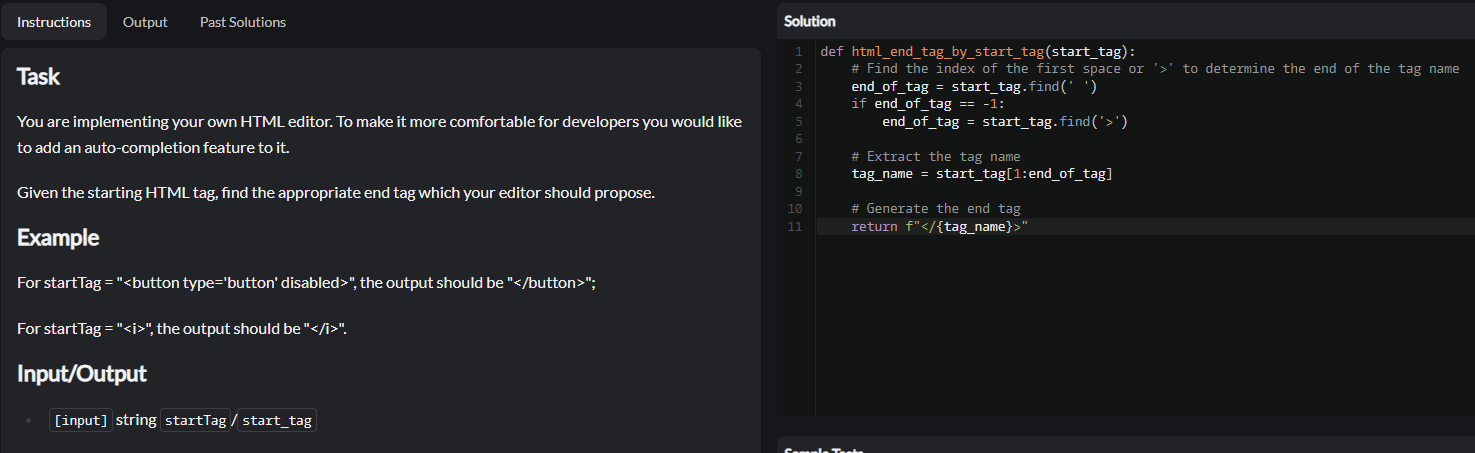 Instructions Output Past Solutions
Task
You are implementing your own HTML editor. To make it more comfortable for developers you would like
to add an auto-completion feature to it.
Given the starting HTML tag, find the appropriate end tag which your editor should propose.
Example
For startTag = "<button type='button' disabled>", the output should be "</button>";
For startTag = "<i>", the output should be "</i>".
Input/Output
[input] string startTag / start_tag
Solution
1 def html_end_tag_by_start_tag(start_tag):
2     # Find the index of the first space or '>' to determine the end of the tag name
3     end_of_tag = start_tag.find(' ')
4     if end_of_tag == -1:
5         end_of_tag = start_tag.find('>')
6
7     # Extract the tag name
8     tag_name = start_tag[1:end_of_tag]
9
10     # Generate the end tag
11     return f"</{tag_name}>"
Sample Tests